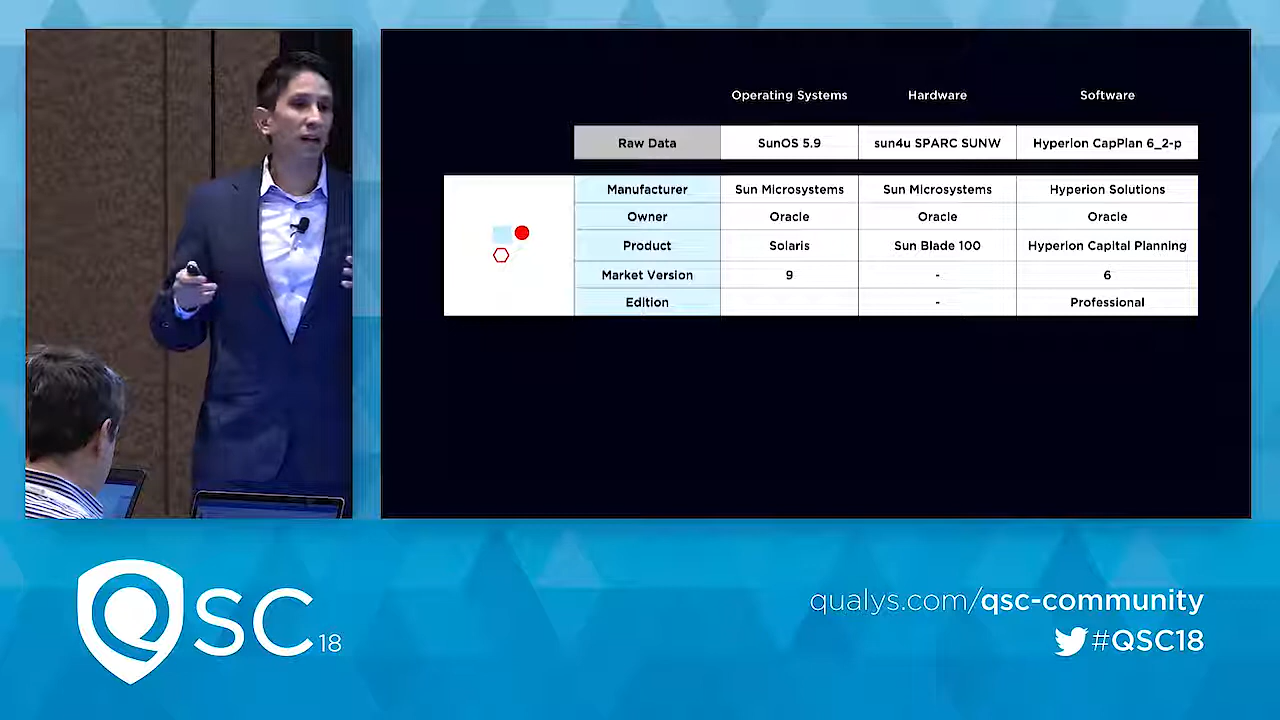 Operating Systems Hardware Software
Raw Data SunOS 5.9 sun4u SPARC SUNW Hyperion CapPlan 6_2-p
Manufacturer Sun Microsystems Sun Microsystems Hyperion Solutions
Owner Oracle Oracle Oracle
Product Solaris Sun Blade 100 Hyperion Capital Planning
Market Version 9 - 6
Edition - Professional
QSC 18
qualys.com/qsc-community
#QSC18